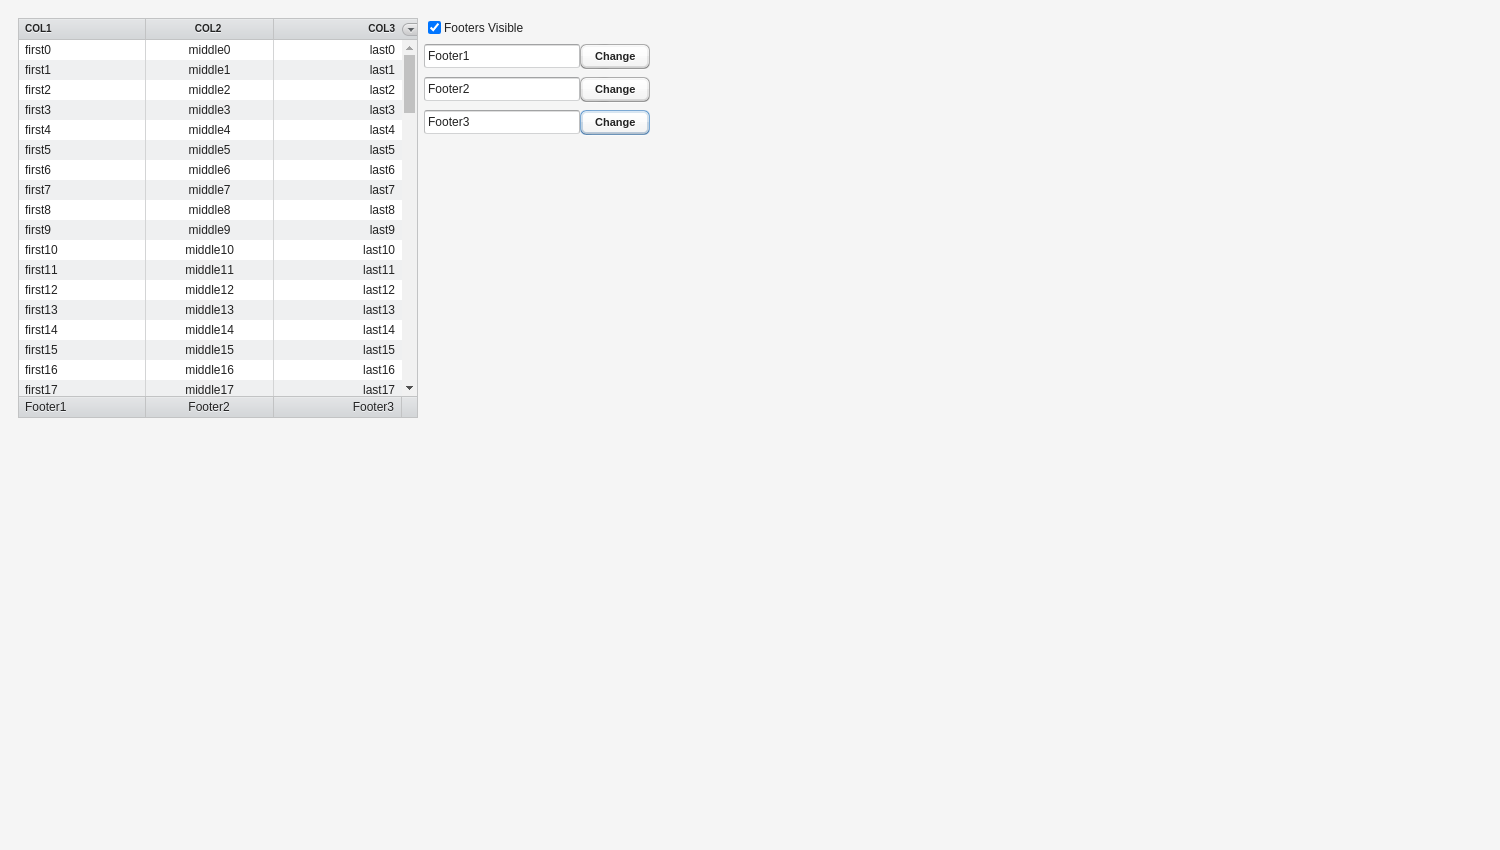 COL1 COL2 COL3
first0 middle0 last0
first1 middle1 last1
first2 middle2 last2
first3 middle3 last3
first4 middle4 last4
first5 middle5 last5
first6 middle6 last6
first7 middle7 last7
first8 middle8 last8
first9 middle9 last9
first10 middle10 last10
first11 middle11 last11
first12 middle12 last12
first13 middle13 last13
first14 middle14 last14
first15 middle15 last15
first16 middle16 last16
first17 middle17 last17
Footer1 Footer2 Footer3
Footers Visible
Footer1 Change
Footer2 Change
Footer3 Change